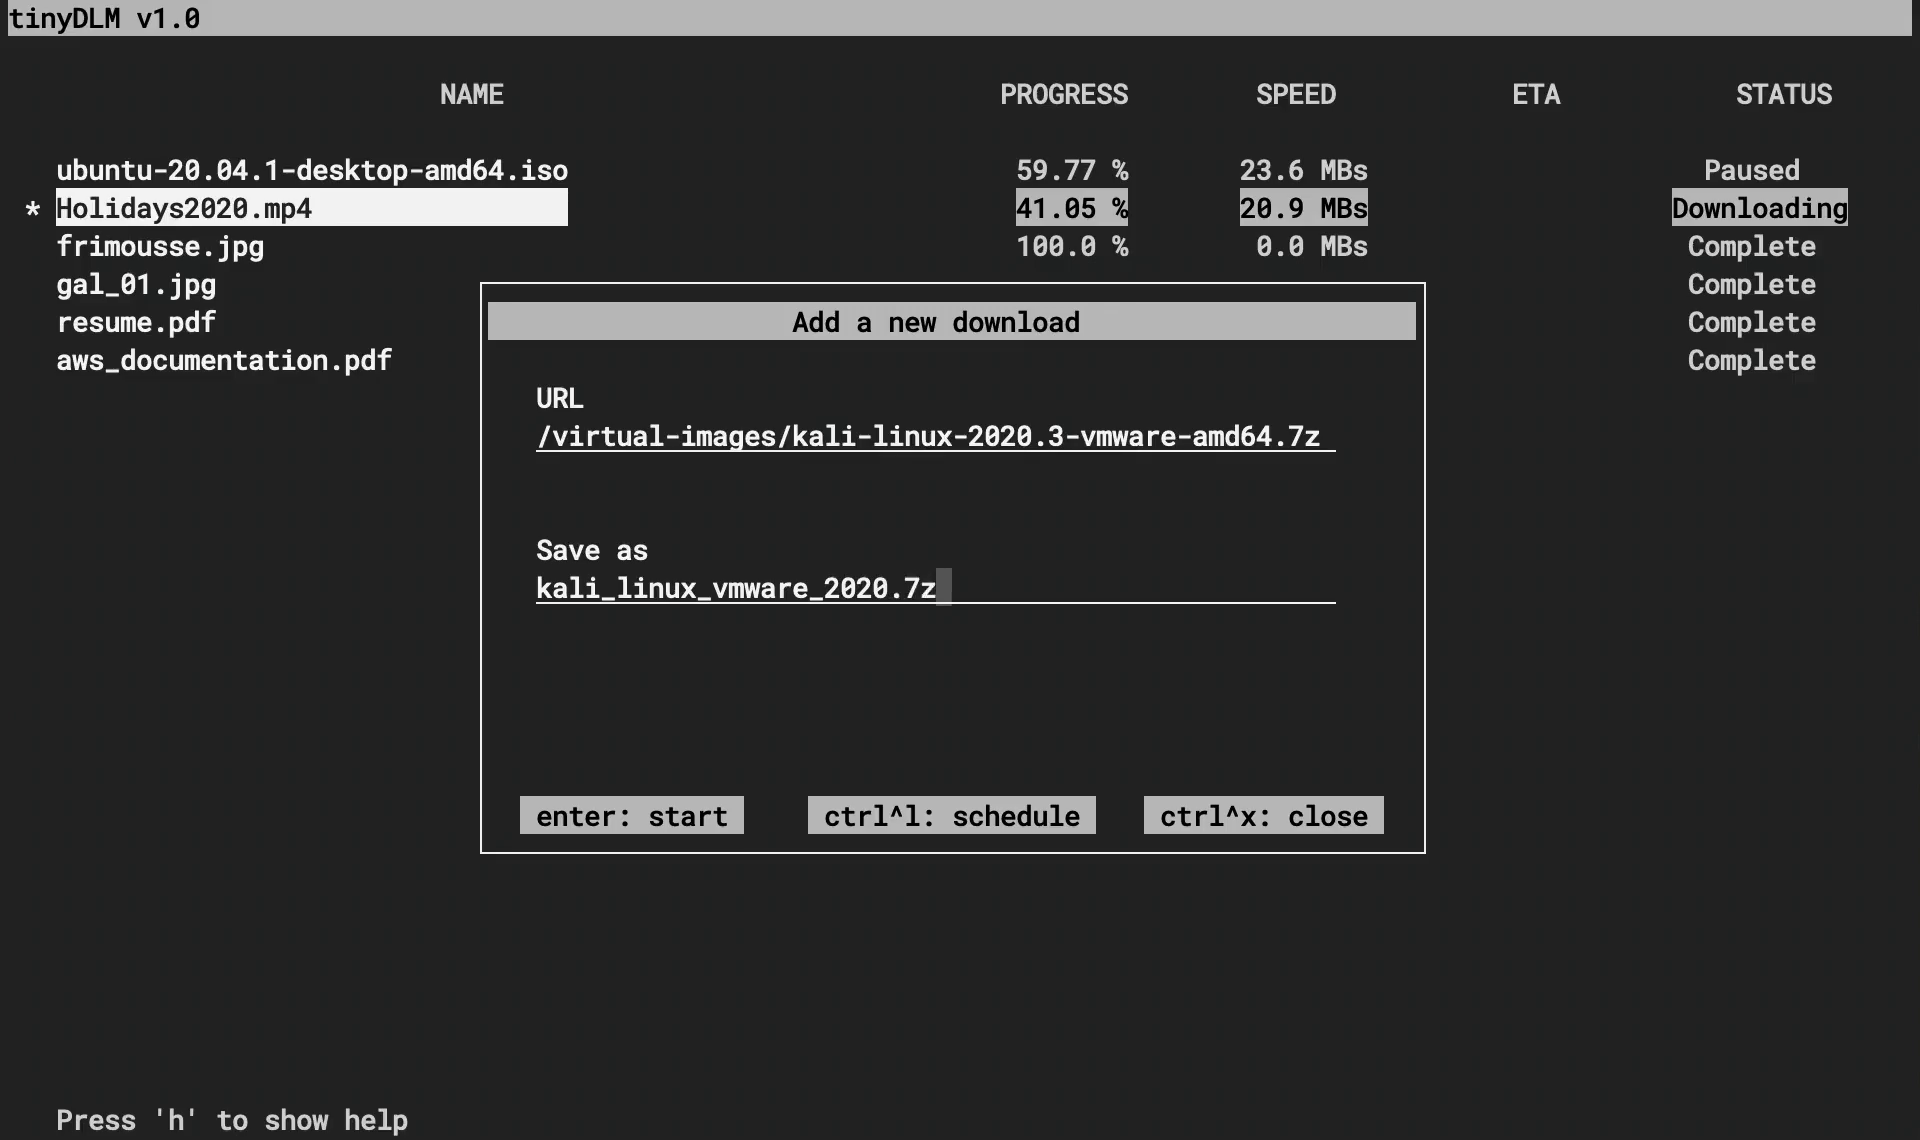 tinyDLM v1.0
NAME PROGRESS SPEED ETA STATUS
ubuntu-20.04.1-desktop-amd64.iso 59.77 % 23.6 MBs Paused
* Holidays2020.mp4 41.05 % 20.9 MBs Downloading
frimousse.jpg 100.0 % 0.0 MBs Complete
gal_01.jpg Complete
resume.pdf Complete
aws_documentation.pdf Complete
Add a new download
URL
/virtual-images/kali-linux-2020.3-vmware-amd64.7z
Save as
kali_linux_vmware_2020.7z
enter: start ctrl^l: schedule ctrl^x: close
Press 'h' to show help